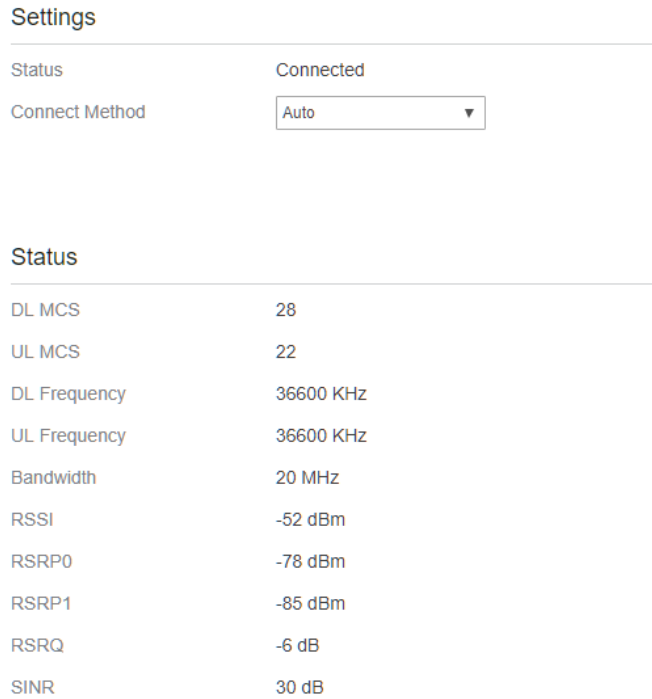 Settings
Status Connected
Connect Method Auto ▼
Status
DL MCS 28
UL MCS 22
DL Frequency 36600 KHz
UL Frequency 36600 KHz
Bandwidth 20 MHz
RSSI -52 dBm
RSRP0 -78 dBm
RSRP1 -85 dBm
RSRQ -6 dB
SINR 30 dB